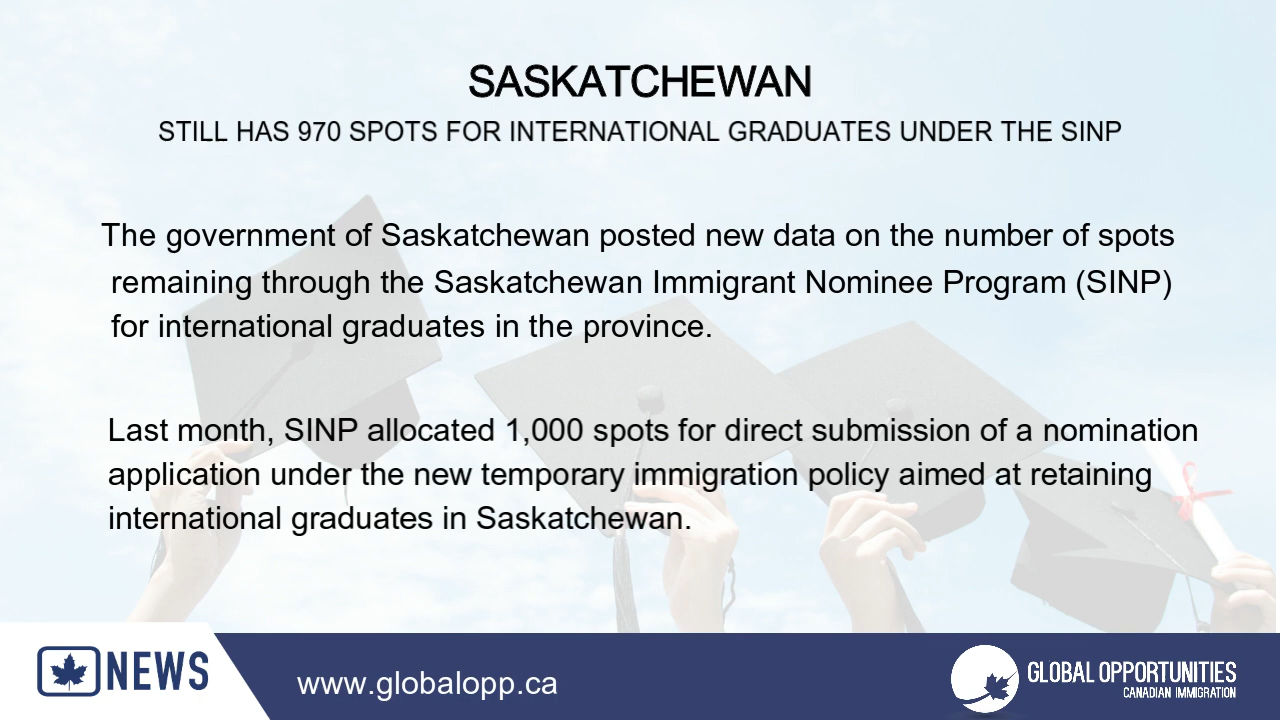 SASKATCHEWAN
STILL HAS 970 SPOTS FOR INTERNATIONAL GRADUATES UNDER THE SINP
The government of Saskatchewan posted new data on the number of spots
remaining through the Saskatchewan Immigrant Nominee Program (SINP)
for international graduates in the province.
Last month, SINP allocated 1,000 spots for direct submission of a nomination
application under the new temporary immigration policy aimed at retaining
international graduates in Saskatchewan.
NEWS
www.globalopp.ca
GLOBAL OPPORTUNITIES
CANADIAN IMMIGRATION